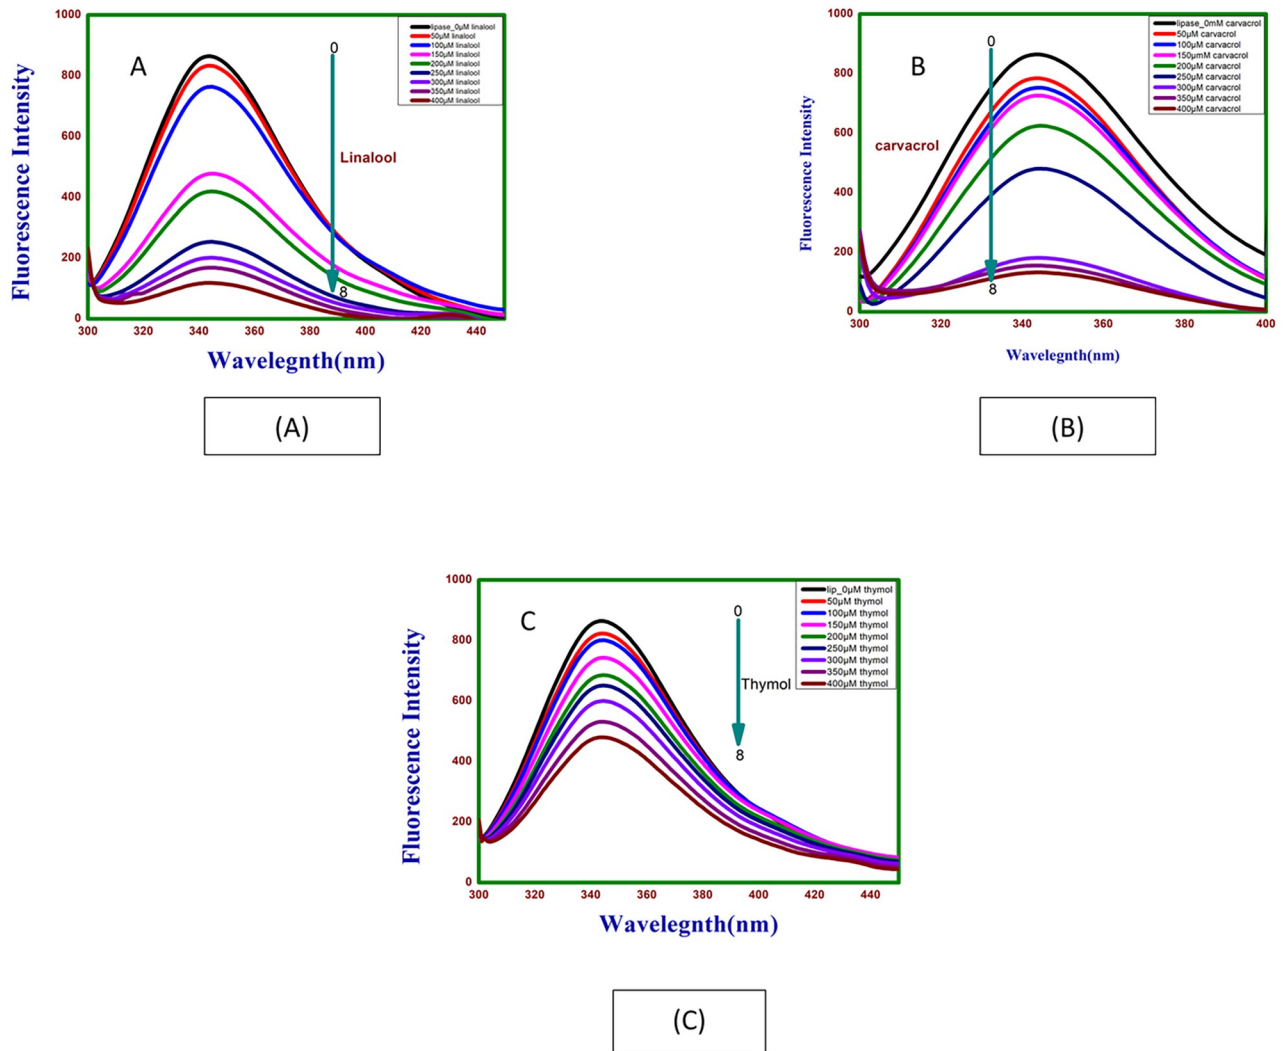 A
lipase_0µM linalool
50µM linalool
100µM linalool
150µM linalool
200µM linalool
250µM linalool
300µM linalool
350µM linalool
400µM linalool
0
Linalool
8
1000
800
600
400
200
0
300 320 340 360 380 400 420 440
Fluorescence Intensity
Wavelegnth(nm)
(A)
B
lipase_0mM carvacrol
50µM carvacrol
100µM carvacrol
150µmM carvacrol
200µM carvacrol
250µM carvacrol
300µM carvacrol
350µM carvacrol
400µM carvacrol
0
carvacrol
8
1000
800
600
400
200
0
300 320 340 360 380 400
Fluorescence Intensity
Wavelegnth(nm)
(B)
C
lip_0µM thymol
50µM thymol
100µM thymol
150µM thymol
200µM thymol
250µM thymol
300µM thymol
350µM thymol
400µM thymol
0
Thymol
8
1000
800
600
400
200
0
300 320 340 360 380 400 420 440
Fluorescence Intensity
Wavelegnth(nm)
(C)